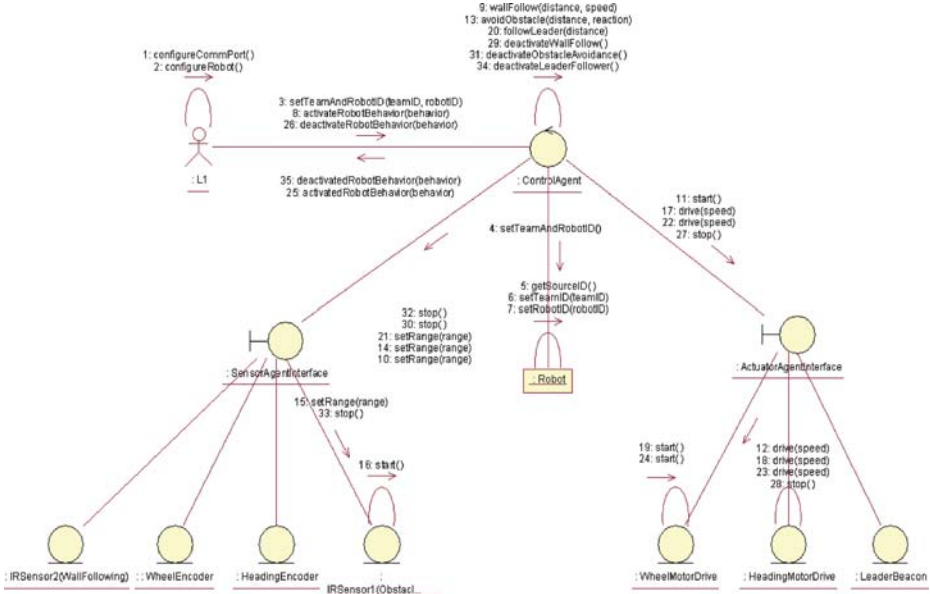 9: wallFollow(distance, speed)
13: avoidObstacle(distance, reaction)
20: followLeader(distance)
29: deactivateWallFollow()
31: deactivateObstacleAvoidance()
34: deactivateLeaderFollower()
1: configureCommPort()
2: configureRobot()
3: setTeamAndRobotID(teamID, robotID)
8: activateRobotBehavior(behavior)
26: deactivateRobotBehavior(behavior)
: L1
: ControlAgent
35: deactivatedRobotBehavior(behavior)
25: activatedRobotBehavior(behavior)
11: start()
17: drive(speed)
22: drive(speed)
27: stop()
4: setTeamAndRobotID()
5: getSourceID()
6: setTeamID(teamID)
7: setRobotID(robotID)
32: stop()
30: stop()
21: setRange(range)
14: setRange(range)
10: setRange(range)
: SensorAgentInterface
: Robot
: ActuatorAgentInterface
15: setRange(range)
33: stop()
16: start()
19: start()
24: start()
12: drive(speed)
18: drive(speed)
23: drive(speed)
28: stop()
: IRSensor2(WallFollowing)
: : WheelEncoder
: HeadingEncoder
:
IRSensor1(Obstacl...
: WheelMotorDrive
: HeadingMotorDrive
: LeaderBeacon